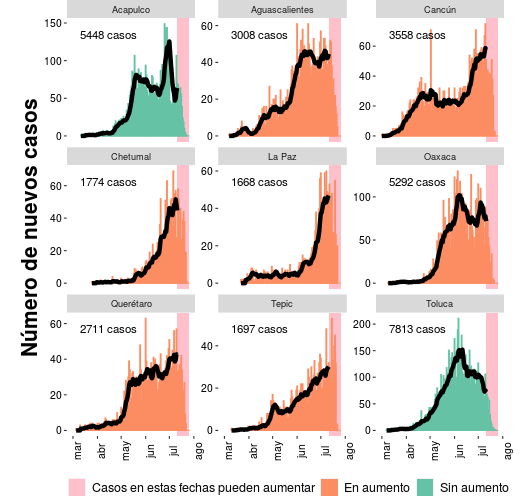 Número de nuevos casos
Acapulco
Aguascalientes
Cancún
5448 casos
3008 casos
3558 casos
150
100
50
0
60
40
20
0
60
40
20
0
Chetumal
La Paz
Oaxaca
1774 casos
1668 casos
5292 casos
60
40
20
0
60
40
20
0
100
50
0
Querétaro
Tepic
Toluca
2711 casos
1697 casos
7813 casos
60
40
20
0
40
20
0
200
150
100
50
0
mar abr may jun jul ago
mar abr may jun jul ago
mar abr may jun jul ago
Casos en estas fechas pueden aumentar En aumento Sin aumento